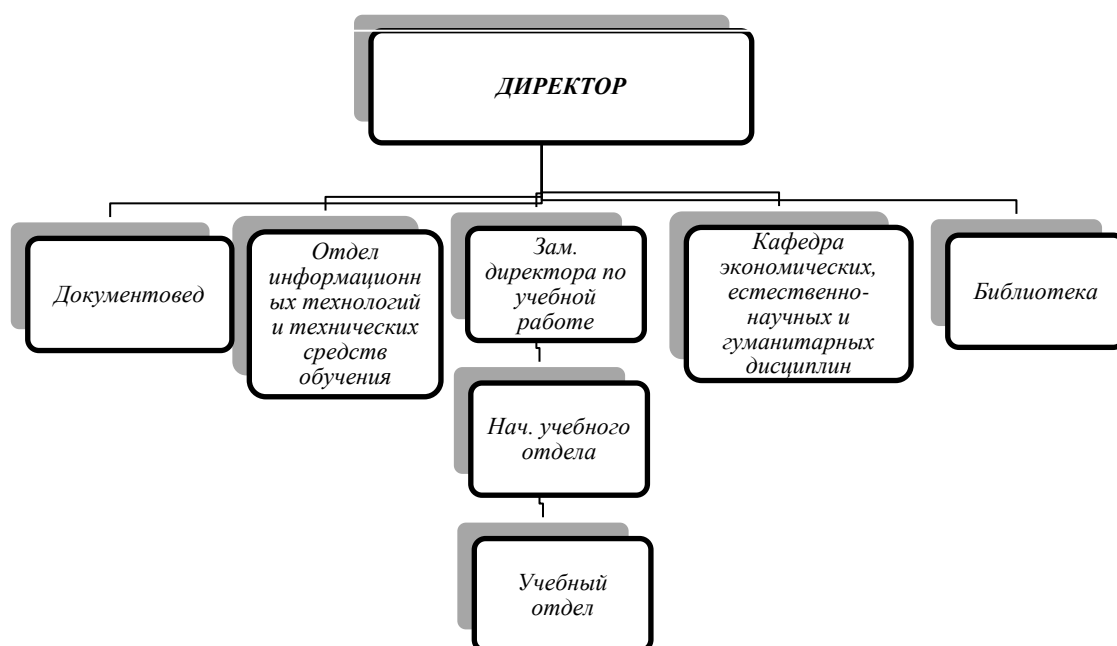 ДИРЕКТОР
Документовед
Отдел
информационн
ых технологий
и технических
средств
обучения
Зам.
директора по
учебной
работе
Кафедра
экономических,
естественно-
научных и
гуманитарных
дисциплин
Библиотека
Нач. учебного
отдела
Учебный
отдел